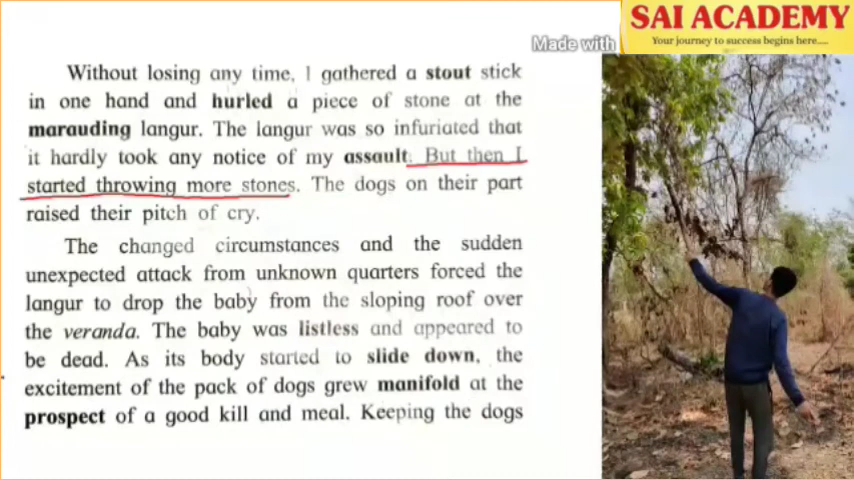 Made with
SAI ACADEMY
Your journey to success begins here....
Without losing any time, I gathered a stout stick
in one hand and hurled a piece of stone at the
marauding langur. The langur was so infuriated that
it hardly took any notice of my assault. But then I
started throwing more stones. The dogs on their part
raised their pitch of cry.
The changed circumstances and the sudden
unexpected attack from unknown quarters forced the
langur to drop the baby from the sloping roof over
the veranda. The baby was listless and appeared to
be dead. As its body started to slide down, the
excitement of the pack of dogs grew manifold at the
prospect of a good kill and meal. Keeping the dogs